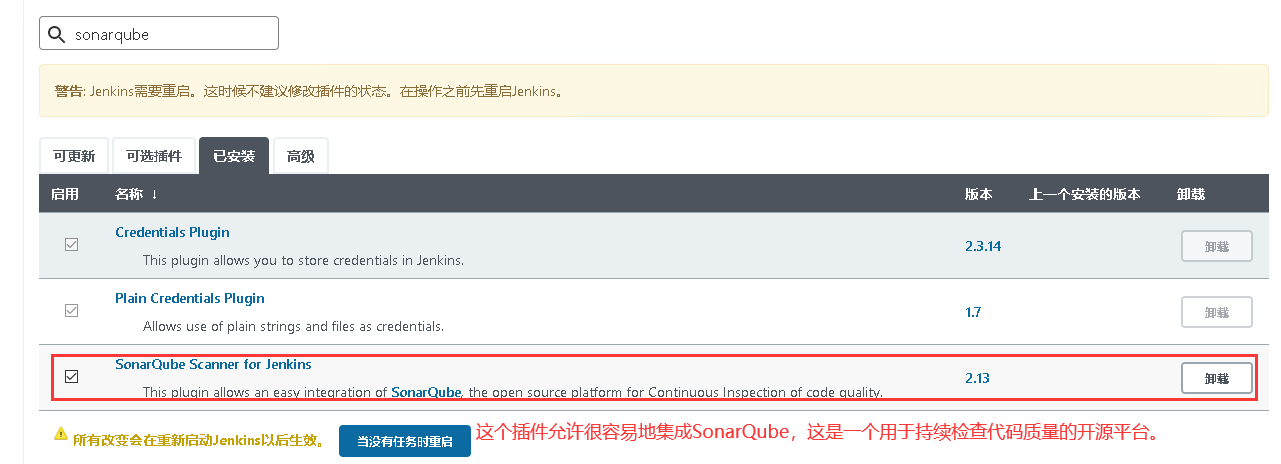 sonarqube
警告: Jenkins需要重启。这时候不建议修改插件的状态。在操作之前先重启Jenkins。
可更新 可选插件 已安装 高级
启用 名称 ↓ 版本 上一个安装的版本 卸载
Credentials Plugin
This plugin allows you to store credentials in Jenkins.
2.3.14 卸载
Plain Credentials Plugin
Allows use of plain strings and files as credentials.
1.7 卸载
SonarQube Scanner for Jenkins
This plugin allows an easy integration of SonarQube, the open source platform for Continuous Inspection of code quality.
2.13 卸载
所有改变会在重新启动Jenkins以后生效。 当没有任务时重启 这个插件允许很容易地集成SonarQube，这是一个用于持续检查代码质量的开源平台。